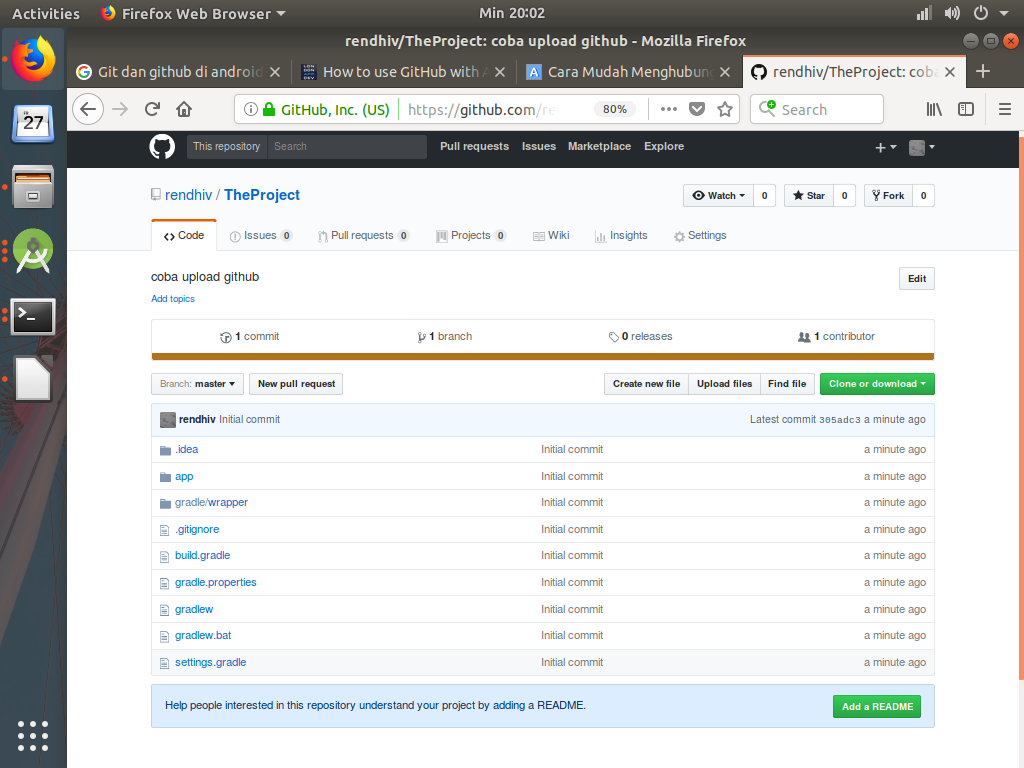 Activities Firefox Web Browser Min 20:02
rendhiv/TheProject: coba upload github - Mozilla Firefox
Git dan github di android How to use GitHub with Cara Mudah Menghubung rendhiv/TheProject: coba
GitHub, Inc. (US) https://github.com/re 80% Search
27
This repository Search Pull requests Issues Marketplace Explore
rendhiv / TheProject Watch 0 Star 0 Fork 0
Code Issues 0 Pull requests 0 Projects 0 Wiki Insights Settings
coba upload github Edit
Add topics
1 commit 1 branch 0 releases 1 contributor
Branch: master New pull request Create new file Upload files Find file Clone or download
rendhiv Initial commit Latest commit 305adc3 a minute ago
.idea Initial commit a minute ago
app Initial commit a minute ago
gradle/wrapper Initial commit a minute ago
.gitignore Initial commit a minute ago
build.gradle Initial commit a minute ago
gradle.properties Initial commit a minute ago
gradlew Initial commit a minute ago
gradlew.bat Initial commit a minute ago
settings.gradle Initial commit a minute ago
Help people interested in this repository understand your project by adding a README. Add a README